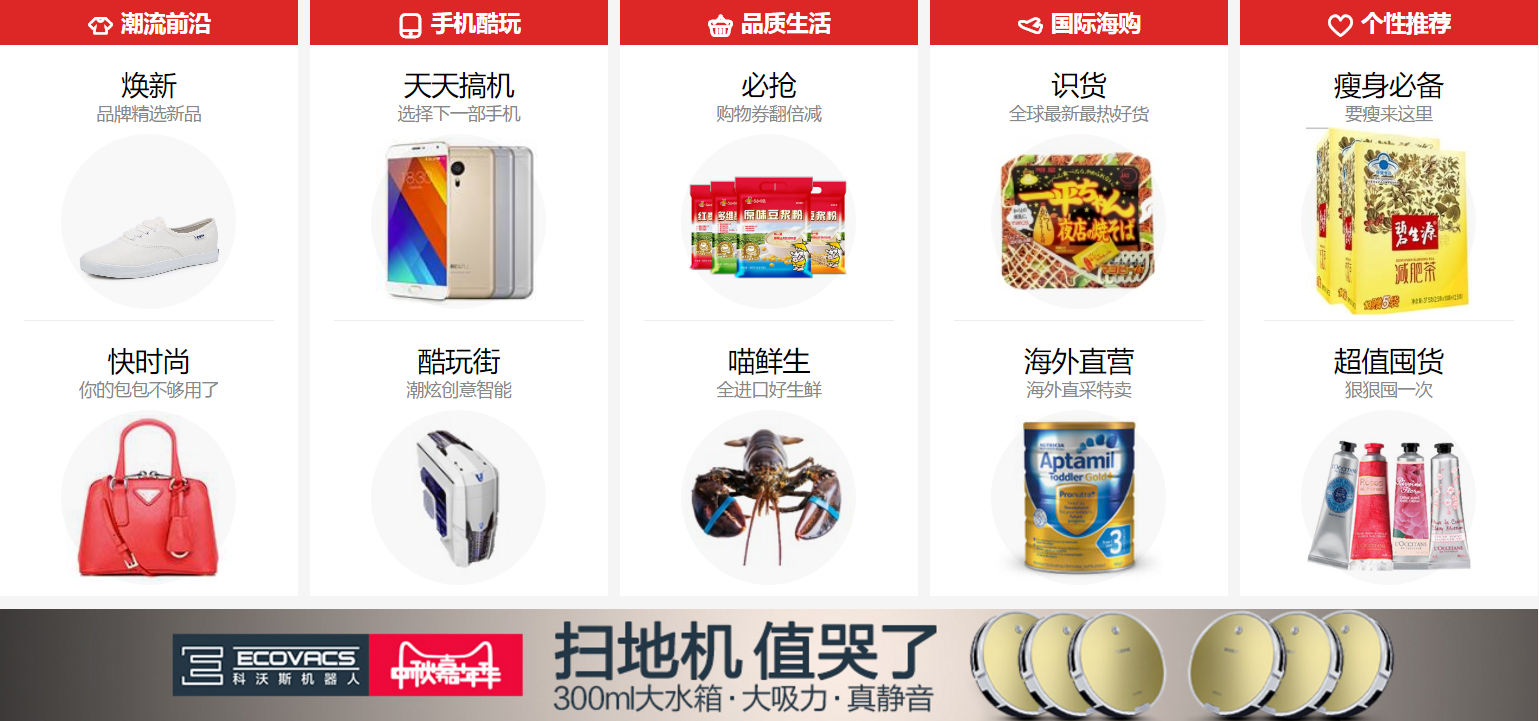 潮流前沿
焕新
品牌精选新品
快时尚
你的包包不够用了
手机酷玩
天天搞机
选择下一部手机
18:30
MEIZU
酷玩街
潮炫创意智能
品质生活
必抢
购物券翻倍减
原味豆浆粉
喵鲜生
全进口好生鲜
国际海购
识货
全球最新最热好货
一平ちゃん
夜店の焼そば
海外直营
海外直采特卖
NUTRICIA
Aptamil
Toddler Gold+
Pronutra+
3
个性推荐
瘦身必备
要瘦来这里
碧生源
减肥茶
超值囤货
狠狠囤一次
L'OCCITANE
L'OCCITANE
ECOVACS
科沃斯机器人
中秋嘉年华
扫地机 值哭了
300ml大水箱·大吸力·真静音